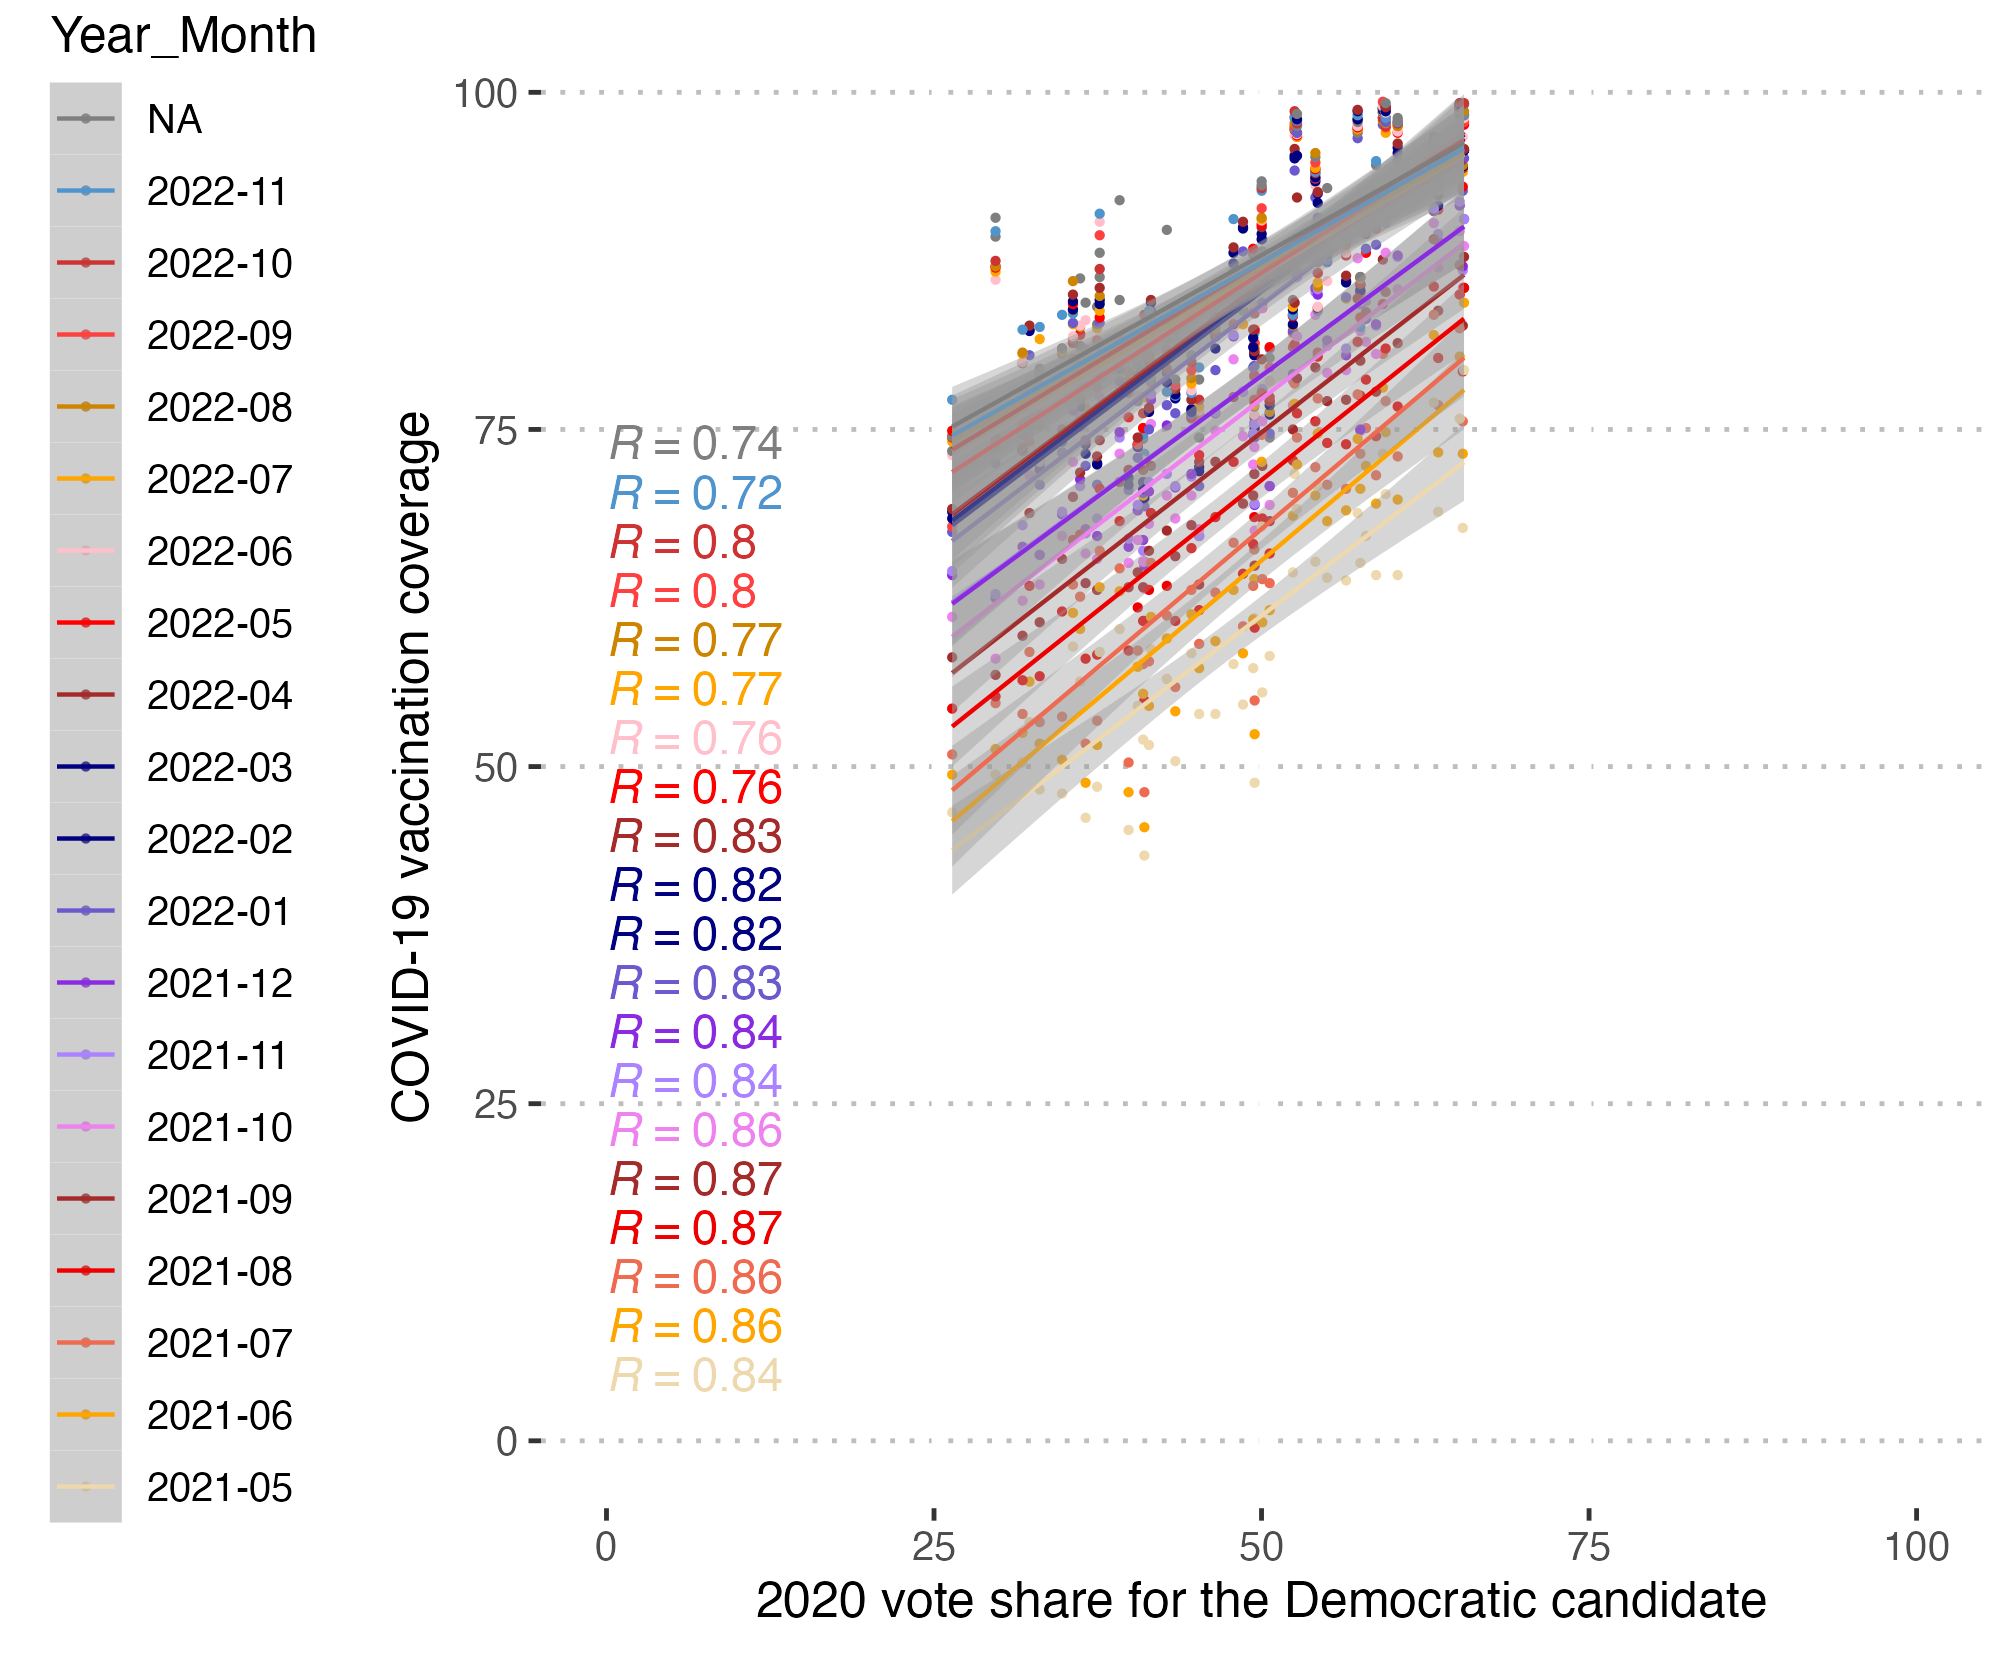 Year_Month
NA
2022-11
2022-10
2022-09
2022-08
2022-07
2022-06
2022-05
2022-04
2022-03
2022-02
2022-01
2021-12
2021-11
2021-10
2021-09
2021-08
2021-07
2021-06
2021-05
COVID-19 vaccination coverage
100
75
50
25
0
R = 0.74
R = 0.72
R = 0.8
R = 0.8
R = 0.77
R = 0.77
R = 0.76
R = 0.76
R = 0.83
R = 0.82
R = 0.82
R = 0.83
R = 0.84
R = 0.84
R = 0.86
R = 0.87
R = 0.87
R = 0.86
R = 0.86
R = 0.84
0 25 50 75 100
2020 vote share for the Democratic candidate